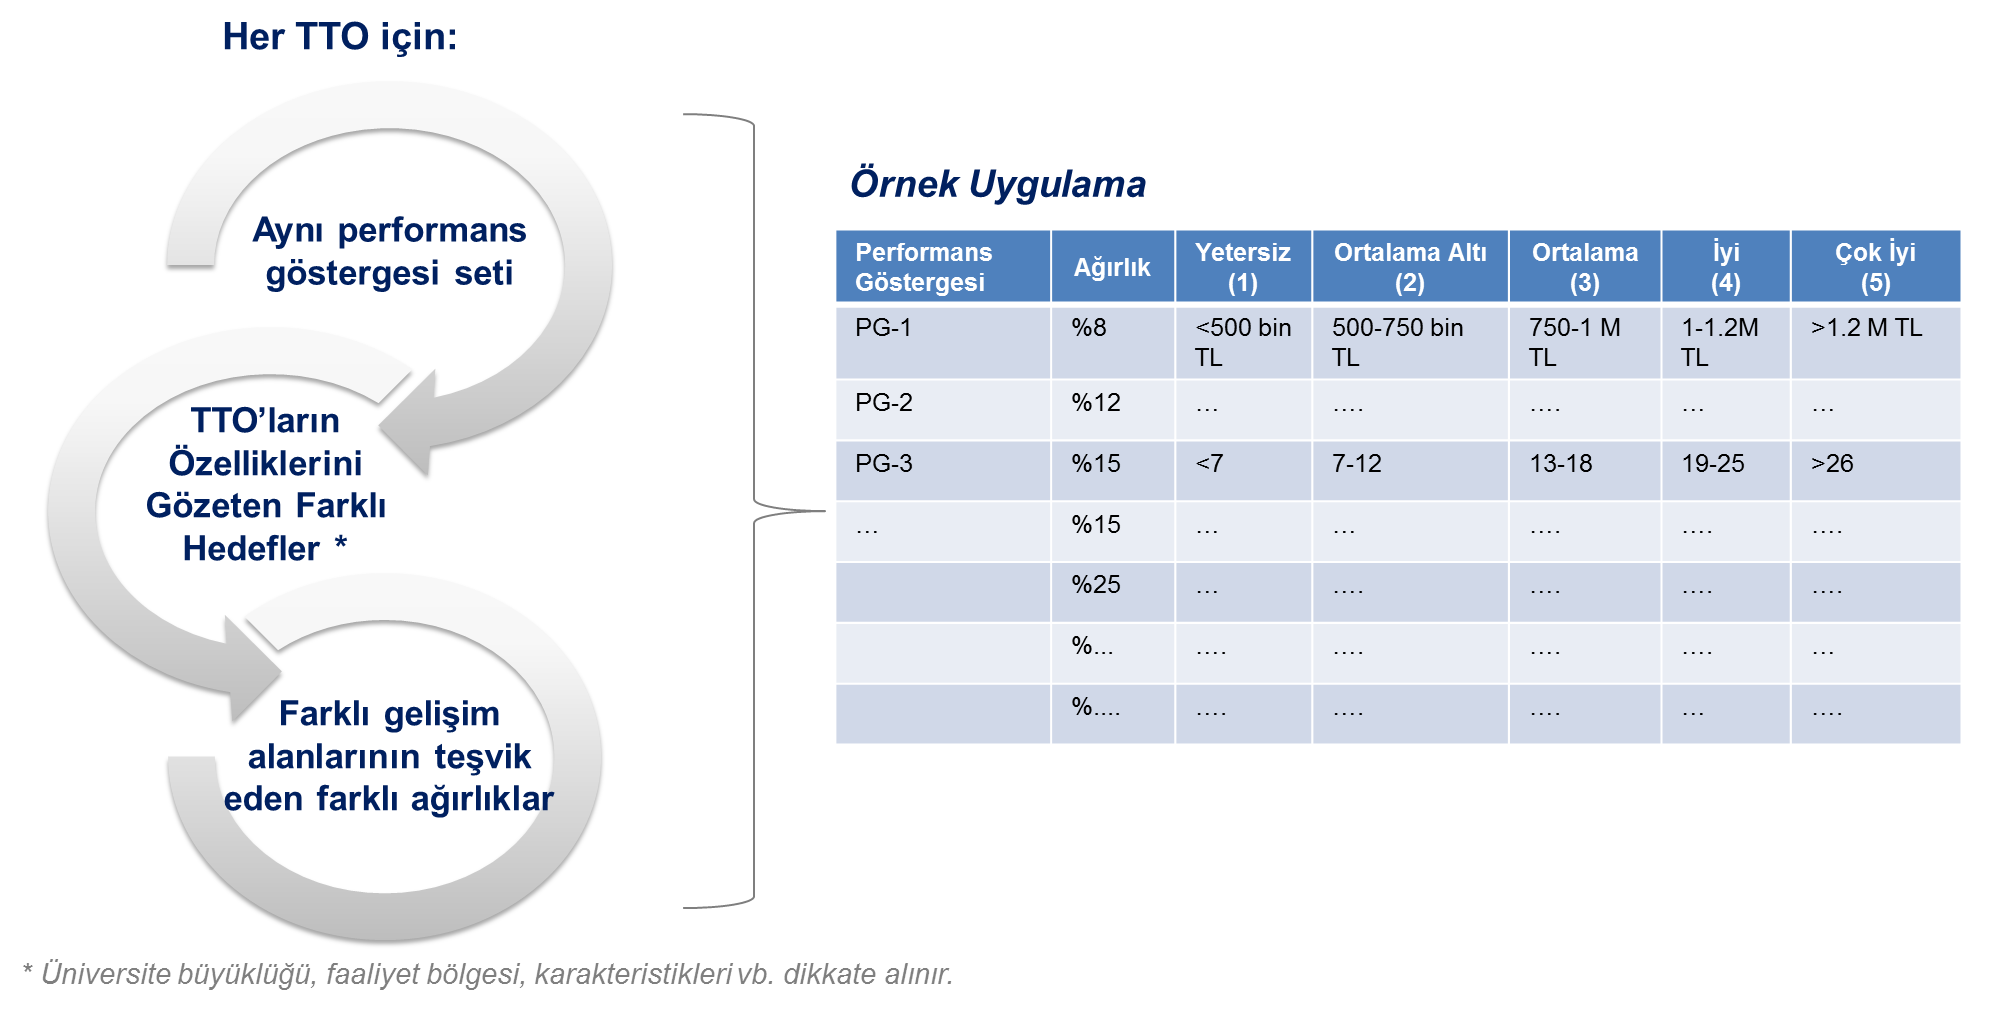 Her TTO için:
Aynı performans
göstergesi seti
TTO’ların
Özelliklerini
Gözeten Farklı
Hedefler *
Farklı gelişim
alanlarının teşvik
eden farklı ağırlıklar
Örnek Uygulama
Performans Göstergesi Ağırlık Yetersiz (1) Ortalama Altı (2) Ortalama (3) İyi (4) Çok İyi (5)
PG-1 %8 <500 bin TL 500-750 bin TL 750-1 M TL 1-1.2M TL >1.2 M TL
PG-2 %12 … …. …. … …
PG-3 %15 <7 7-12 13-18 19-25 >26
… %15 … … …. …. ….
%25 … …. …. …. ….
%... …. …. …. …. …
%.... …. …. …. … ….
* Üniversite büyüklüğü, faaliyet bölgesi, karakteristikleri vb. dikkate alınır.